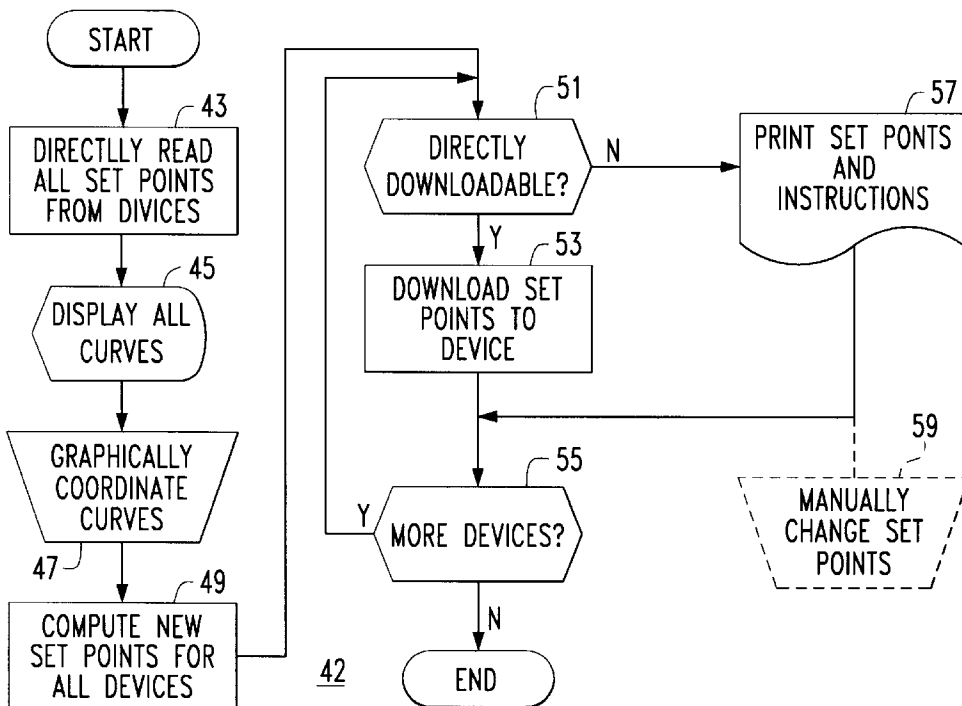 START
43
DIRECTLLY READ
ALL SET POINTS
FROM DIVICES
45
DISPLAY ALL
CURVES
GRAPHICALLY
COORDINATE
CURVES
47
49
COMPUTE NEW
SET POINTS FOR
ALL DEVICES
42
51
DIRECTLY
DOWNLOADABLE?
N
Y
53
DOWNLOAD SET
POINTS TO
DEVICE
55
MORE DEVICES?
Y
N
END
57
PRINT SET PONTS
AND
INSTRUCTIONS
59
MANUALLY
CHANGE SET
POINTS